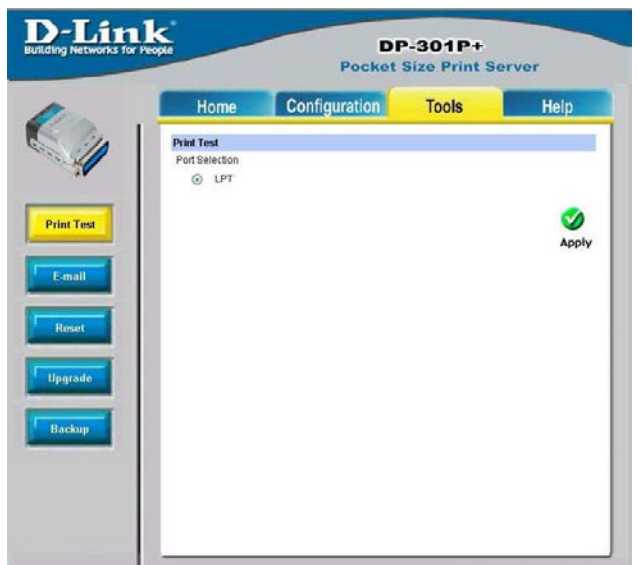 D-Link
Building Networks for People
DP-301P+
Pocket Size Print Server
Home Configuration Tools Help
Print Test
Port Selection
LPT
Apply
Print Test
E-mail
Reset
Upgrade
Backup